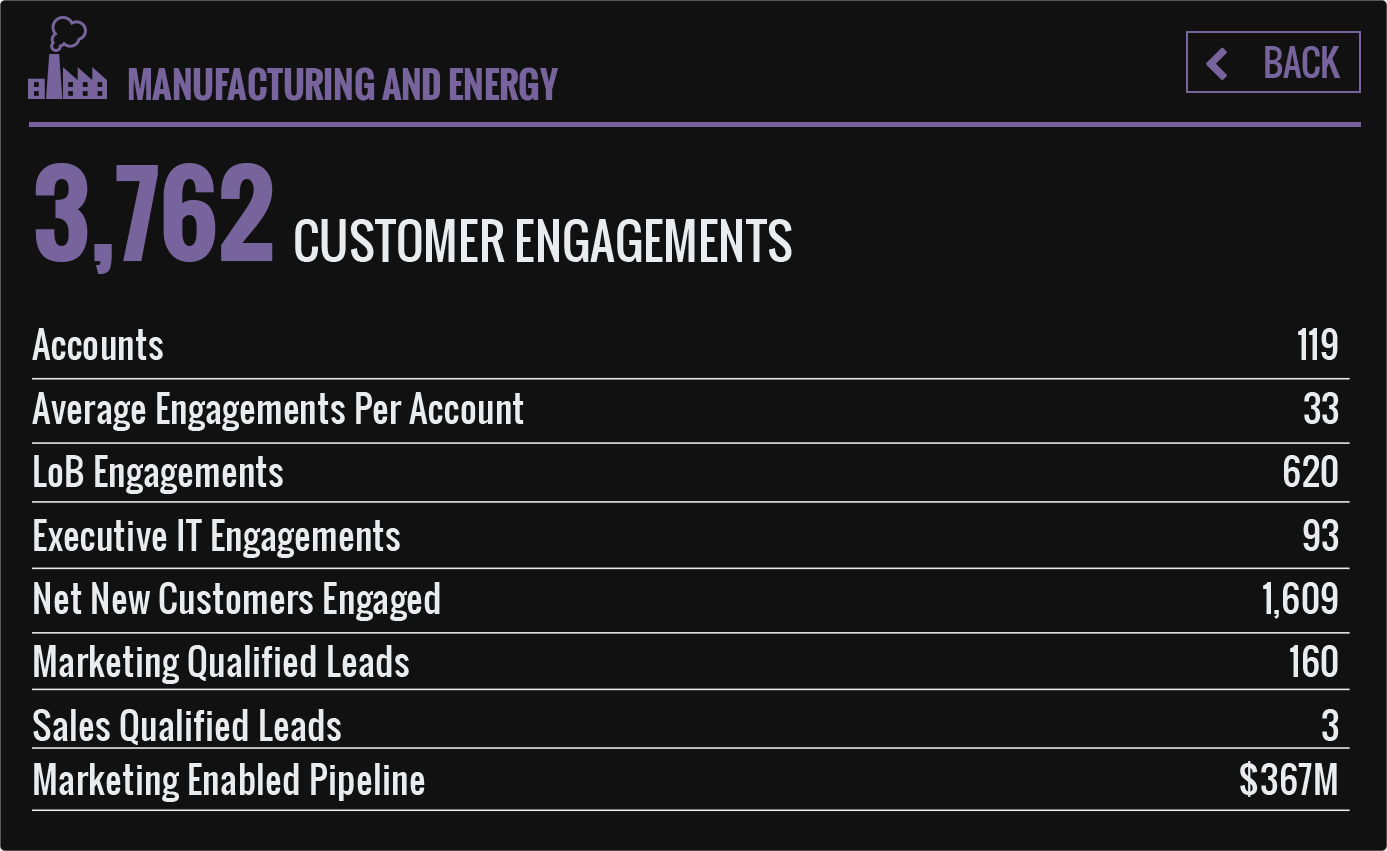 MANUFACTURING AND ENERGY
BACK
3,762 CUSTOMER ENGAGEMENTS
Accounts 119
Average Engagements Per Account 33
LoB Engagements 620
Executive IT Engagements 93
Net New Customers Engaged 1,609
Marketing Qualified Leads 160
Sales Qualified Leads 3
Marketing Enabled Pipeline $367M